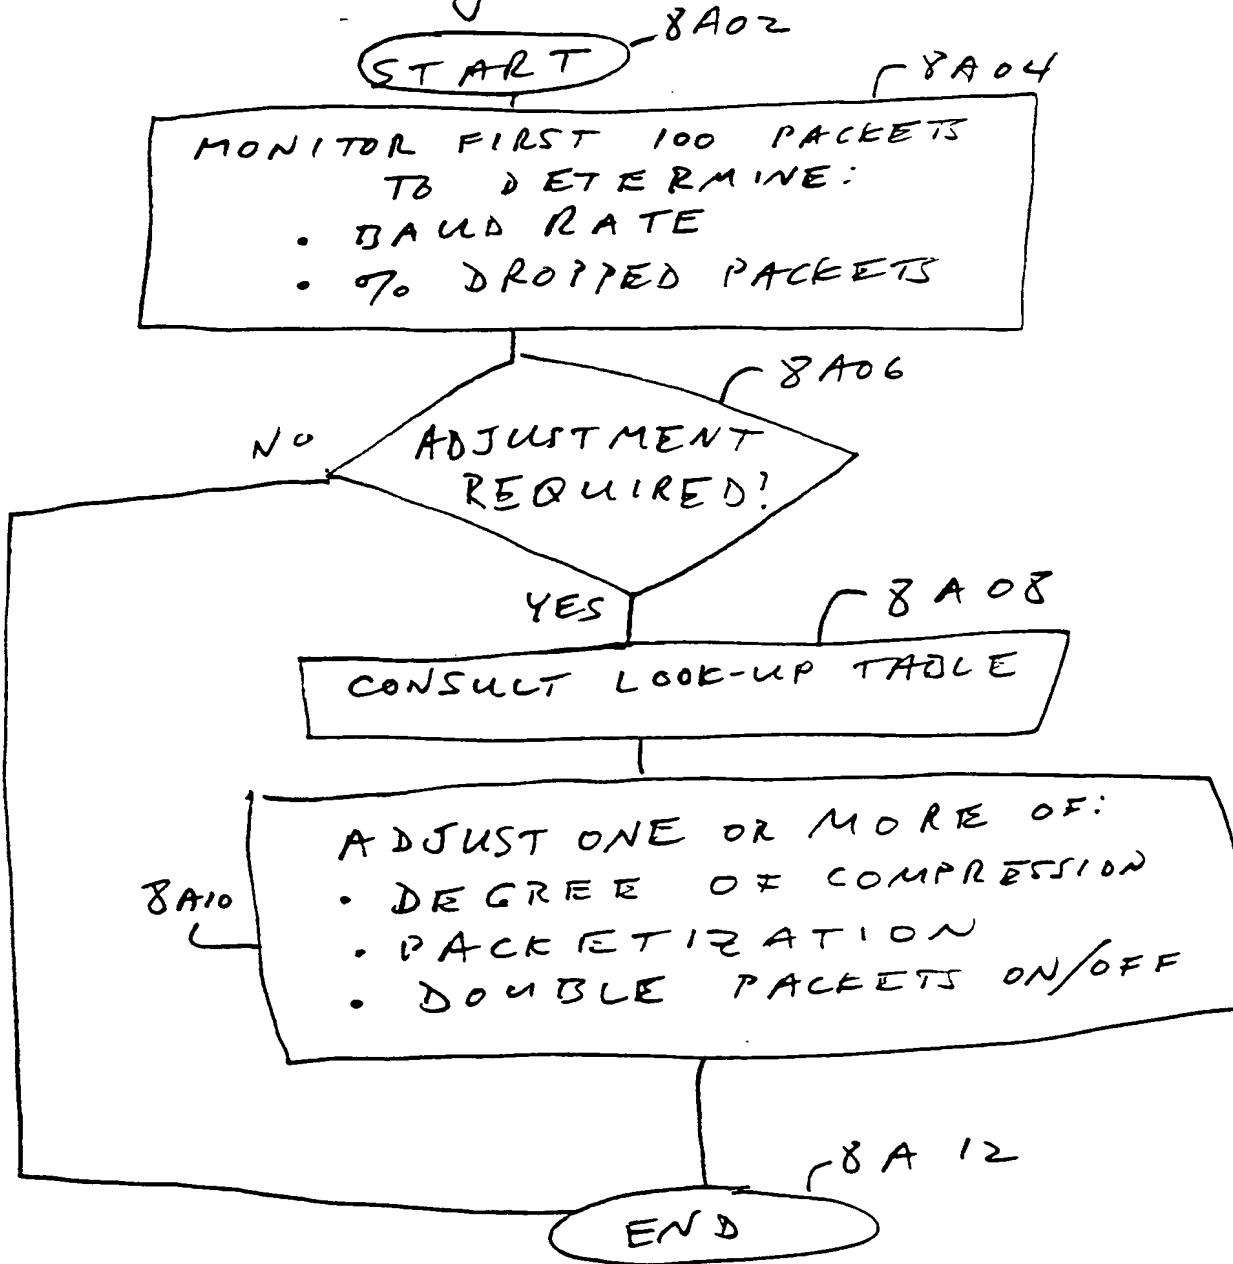 8A02
START
8A04
MONITOR FIRST 100 PACKETS
TO DETERMINE:
• BAUD RATE
• % DROPPED PACKETS
8A06
NO
ADJUSTMENT
REQUIRED?
YES
8A08
CONSULT LOOK-UP TABLE
ADJUST ONE OR MORE OF:
8A10
• DEGREE OF COMPRESSION
• PACKETIZATION
• DOUBLE PACKETS ON/OFF
8A12
END